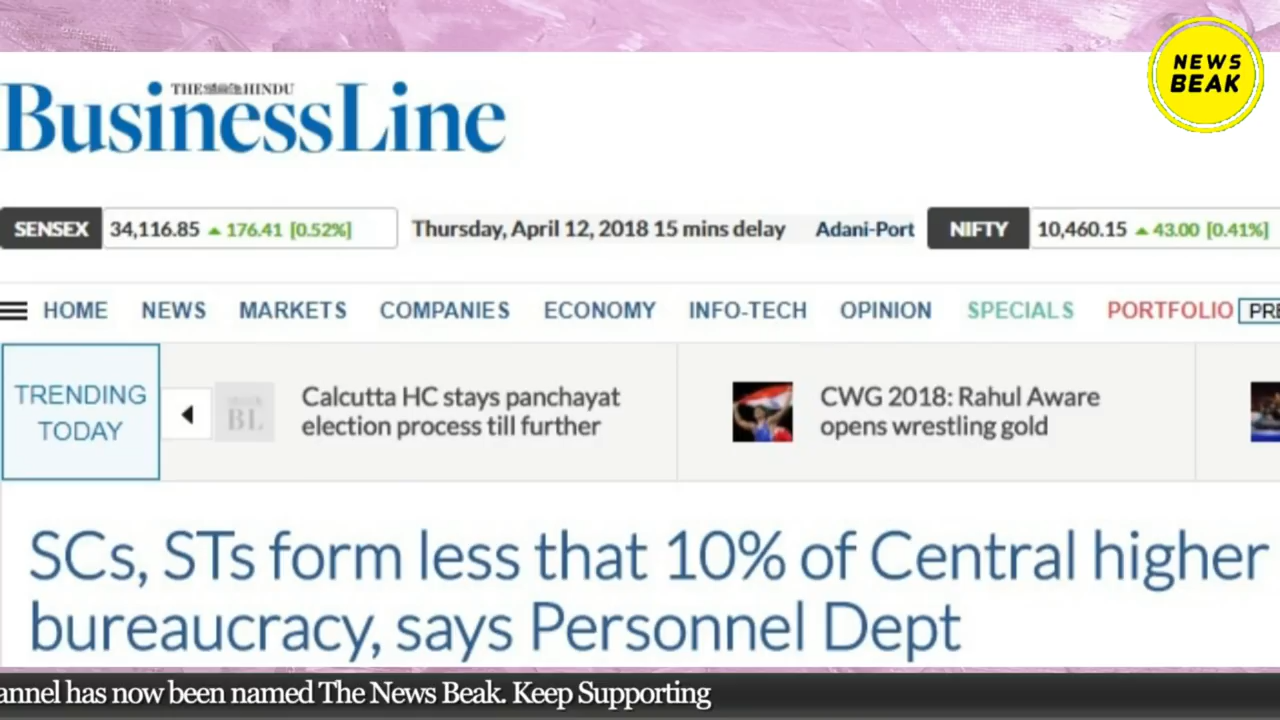 NEWS
BEAK
THE HINDU
BusinessLine
SENSEX 34,116.85 176.41 [0.52%] Thursday, April 12, 2018 15 mins delay Adani-Port NIFTY 10,460.15 43.00 [0.41%]
HOME NEWS MARKETS COMPANIES ECONOMY INFO-TECH OPINION SPECIALS PORTFOLIO PRE
TRENDING
TODAY
BL
Calcutta HC stays panchayat
election process till further
CWG 2018: Rahul Aware
opens wrestling gold
SCs, STs form less that 10% of Central higher
bureaucracy, says Personnel Dept
annel has now been named The News Beak. Keep Supporting